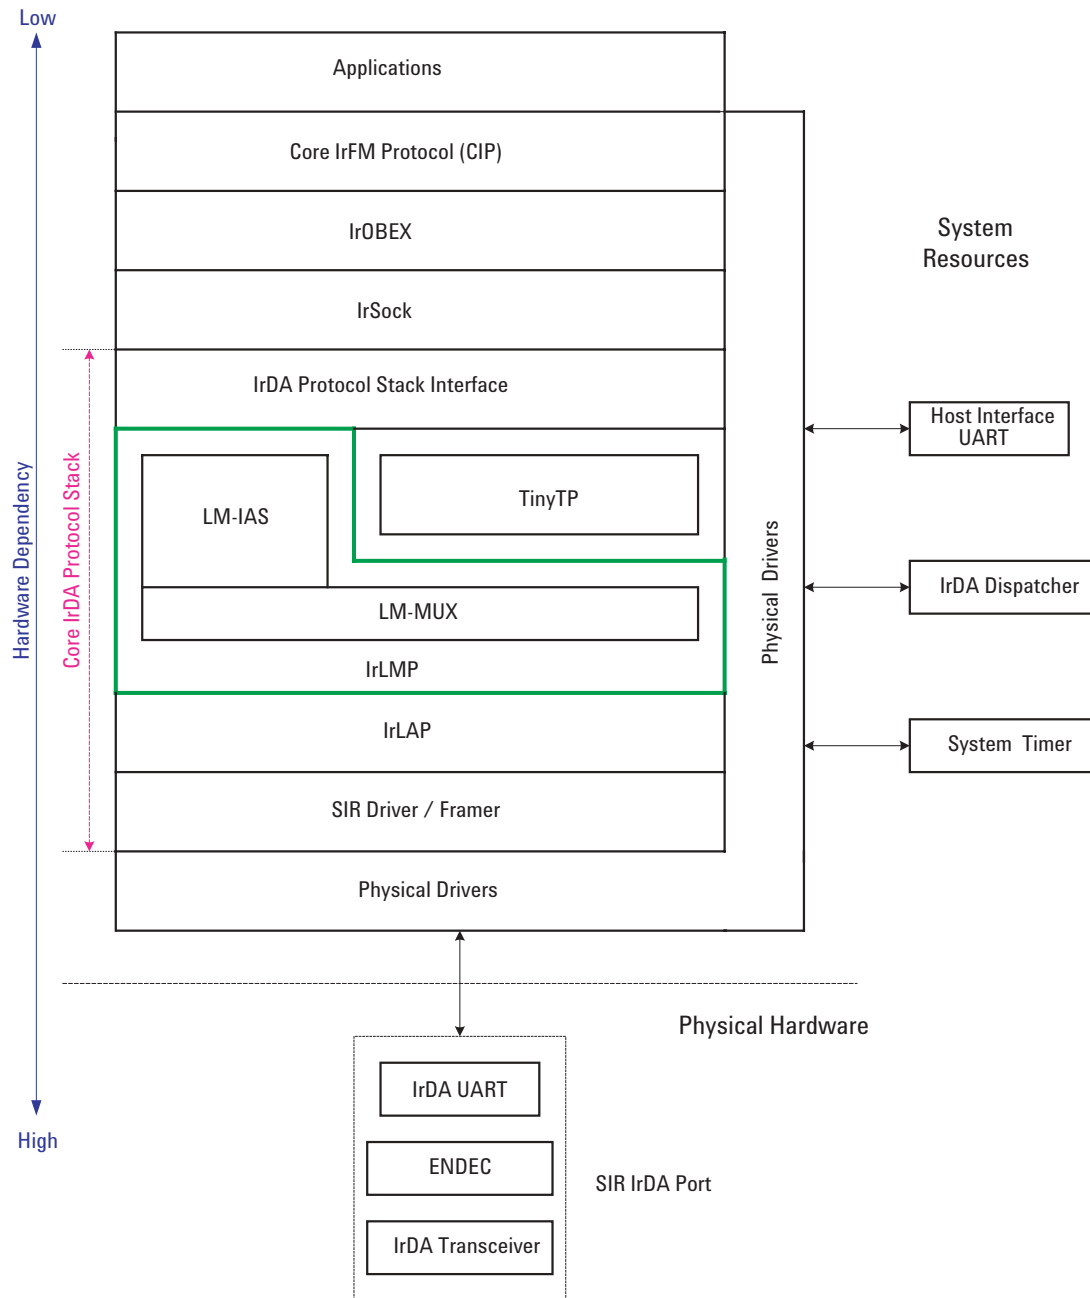 Low
Applications
Core IrFM Protocol (CIP)
IrOBEX
System
Resources
IrSock
IrDA Protocol Stack Interface
Host Interface
UART
Hardware Dependency
Core IrDA Protocol Stack
LM-IAS
TinyTP
Physical Drivers
IrDA Dispatcher
LM-MUX
IrLMP
IrLAP
System Timer
SIR Driver / Framer
Physical Drivers
Physical Hardware
IrDA UART
High
ENDEC
SIR IrDA Port
IrDA Transceiver